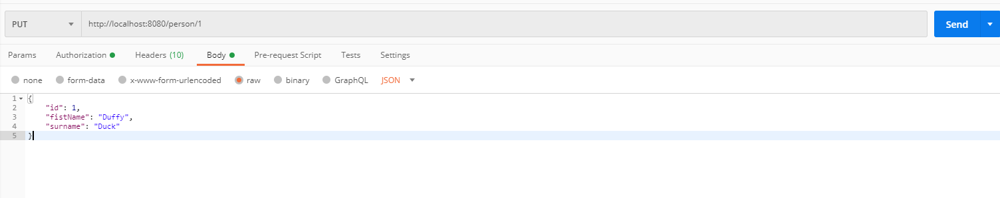 PUT http://localhost:8080/person/1 Send
Params Authorization Headers (10) Body Pre-request Script Tests Settings
none form-data x-www-form-urlencoded raw binary GraphQL JSON
1 {
2 "id": 1,
3 "fistName": "Duffy",
4 "surname": "Duck"
5 }